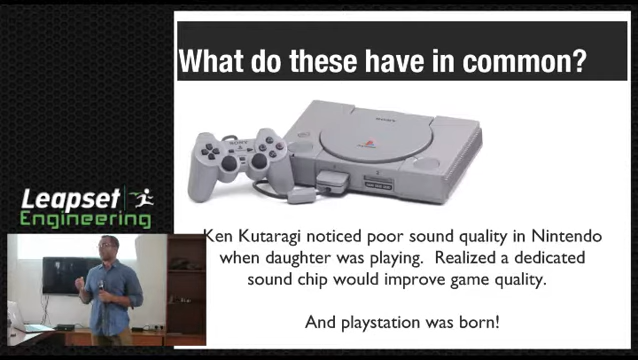 What do these have in common?
SONY
Leapset
Engineering
Ken Kutaragi noticed poor sound quality in Nintendo
when daughter was playing.  Realized a dedicated
sound chip would improve game quality.
And playstation was born!